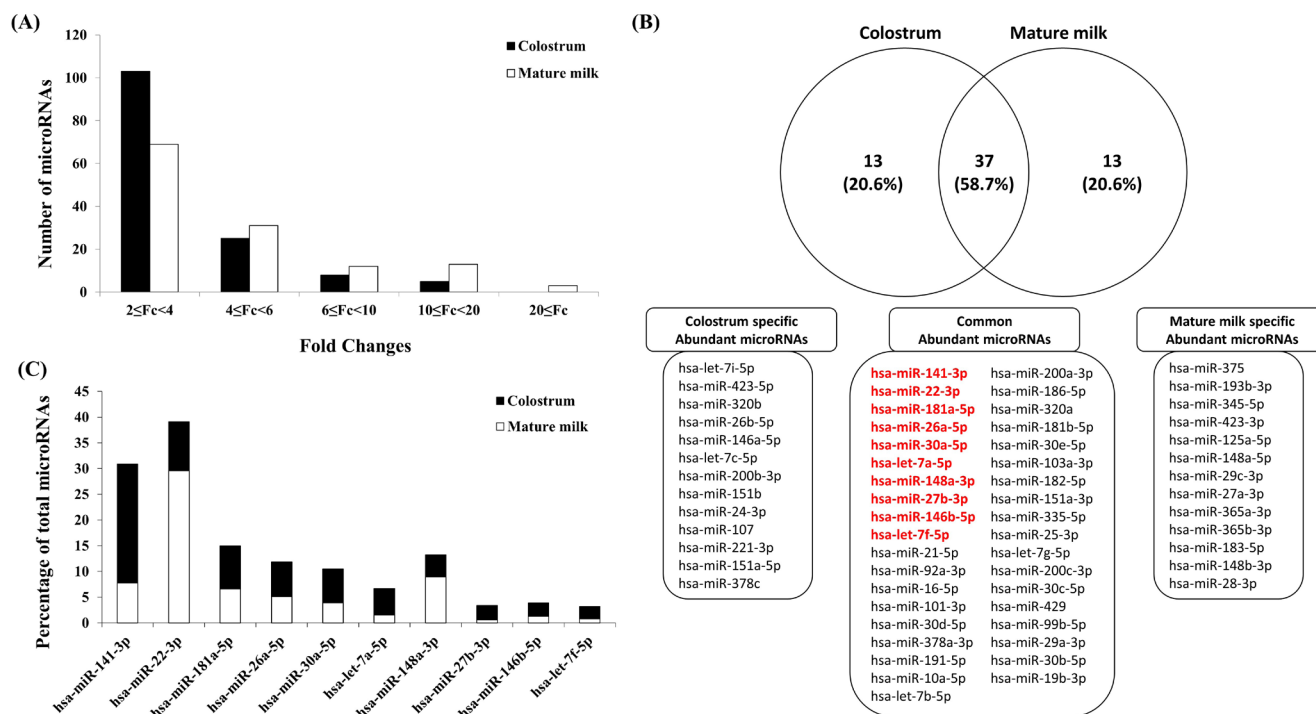 (A)
120
100
80
60
40
20
0
Number of microRNAs
Colostrum
Mature milk
2≤Fc<4
4≤Fc<6
6≤Fc<10
10≤Fc<20
20≤Fc
Fold Changes
(B)
Colostrum
Mature milk
13
(20.6%)
37
(58.7%)
13
(20.6%)
Colostrum specific
Abundant microRNAs
hsa-let-7i-5p
hsa-miR-423-5p
hsa-miR-320b
hsa-miR-26b-5p
hsa-miR-146a-5p
hsa-let-7c-5p
hsa-miR-200b-3p
hsa-miR-151b
hsa-miR-24-3p
hsa-miR-107
hsa-miR-221-3p
hsa-miR-151a-5p
hsa-miR-378c
Common
Abundant microRNAs
hsa-miR-141-3p
hsa-miR-22-3p
hsa-miR-181a-5p
hsa-miR-26a-5p
hsa-miR-30a-5p
hsa-let-7a-5p
hsa-miR-148a-3p
hsa-miR-27b-3p
hsa-miR-146b-5p
hsa-let-7f-5p
hsa-miR-21-5p
hsa-miR-92a-3p
hsa-miR-16-5p
hsa-miR-101-3p
hsa-miR-30d-5p
hsa-miR-378a-3p
hsa-miR-191-5p
hsa-miR-10a-5p
hsa-let-7b-5p
hsa-miR-200a-3p
hsa-miR-186-5p
hsa-miR-320a
hsa-miR-181b-5p
hsa-miR-30e-5p
hsa-miR-103a-3p
hsa-miR-182-5p
hsa-miR-151a-3p
hsa-miR-335-5p
hsa-miR-25-3p
hsa-let-7g-5p
hsa-miR-200c-3p
hsa-miR-30c-5p
hsa-miR-429
hsa-miR-99b-5p
hsa-miR-29a-3p
hsa-miR-30b-5p
hsa-miR-19b-3p
Mature milk specific
Abundant microRNAs
hsa-miR-375
hsa-miR-193b-3p
hsa-miR-345-5p
hsa-miR-423-3p
hsa-miR-125a-5p
hsa-miR-148a-5p
hsa-miR-29c-3p
hsa-miR-27a-3p
hsa-miR-365a-3p
hsa-miR-365b-3p
hsa-miR-183-5p
hsa-miR-148b-3p
hsa-miR-28-3p
(C)
45
40
35
30
25
20
15
10
5
0
Percentage of total microRNAs
Colostrum
Mature milk
hsa-miR-141-3p
hsa-miR-22-3p
hsa-miR-181a-5p
hsa-miR-26a-5p
hsa-miR-30a-5p
hsa-let-7a-5p
hsa-miR-148a-3p
hsa-miR-27b-3p
hsa-miR-146b-5p
hsa-let-7f-5p